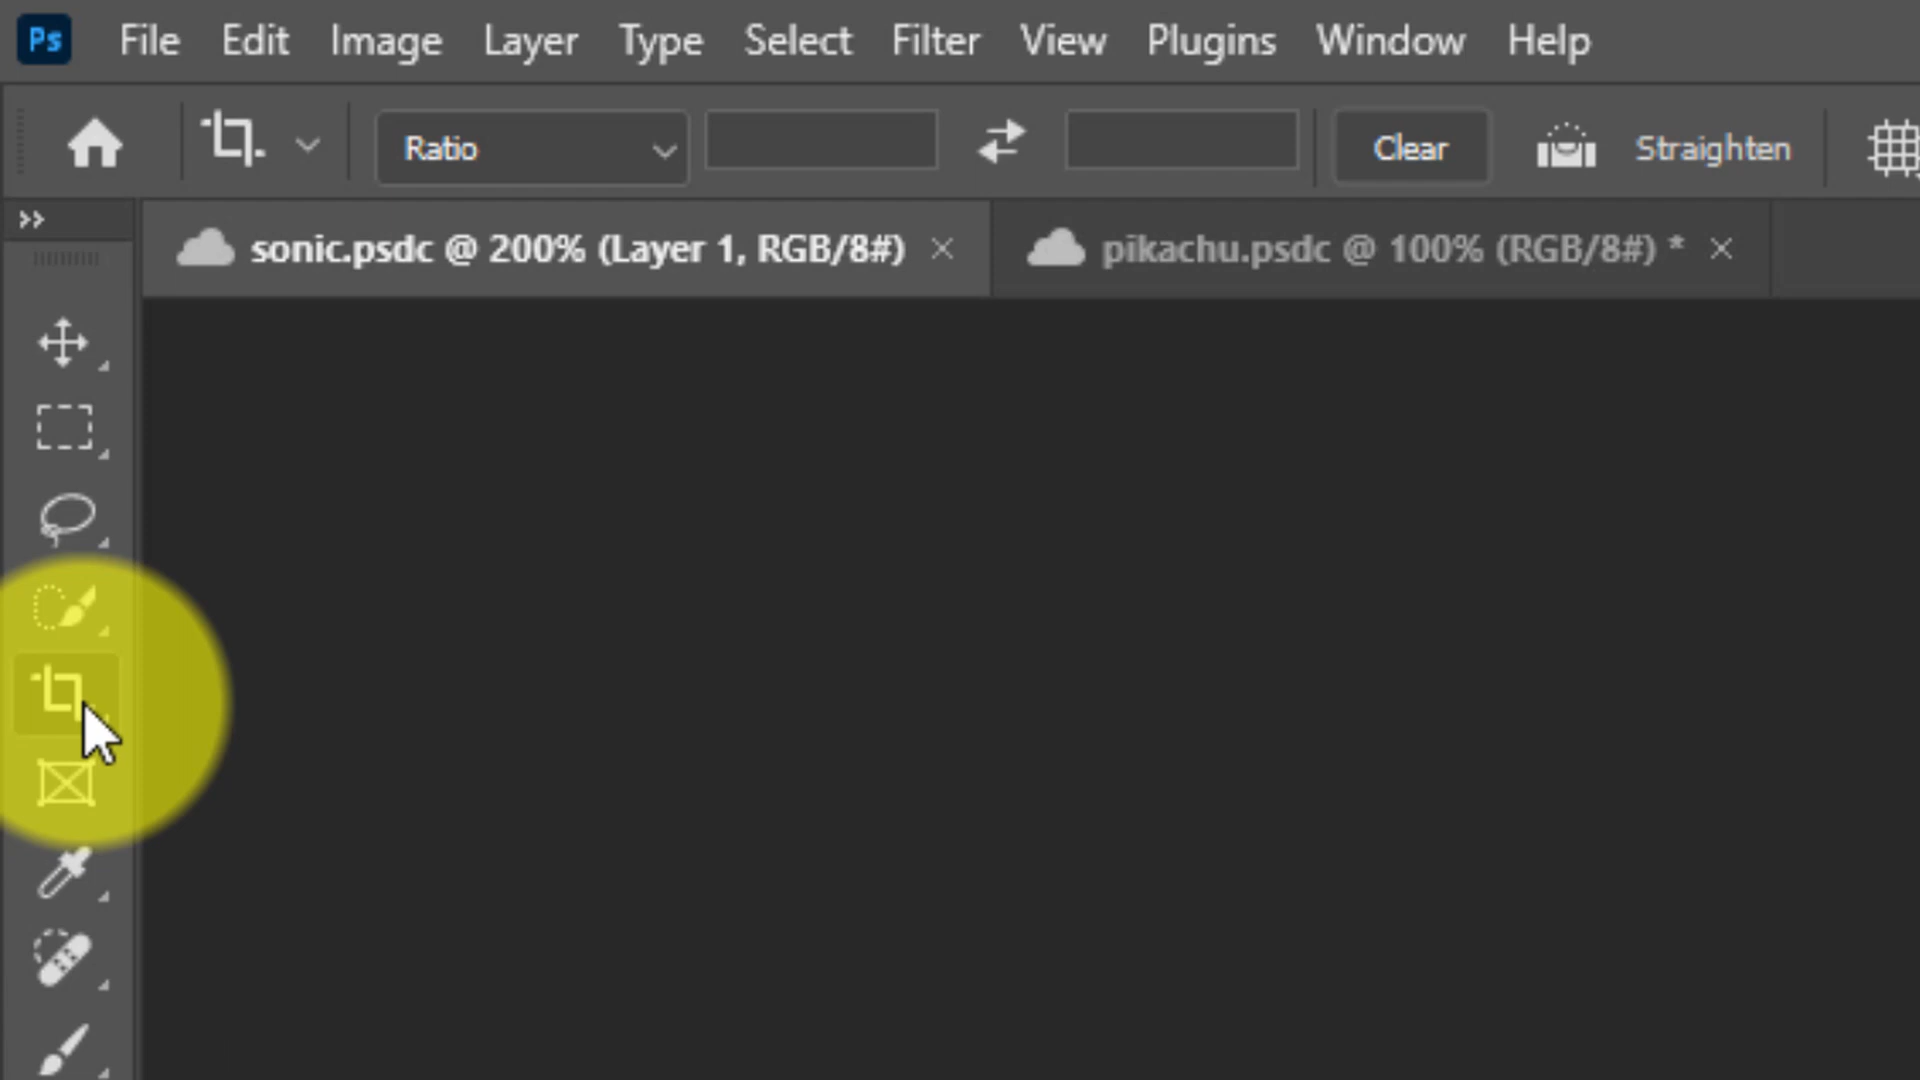 Ps File Edit Image Layer Type Select Filter View Plugins Window Help
Ratio Clear Straighten
sonic.psdc @ 200% (Layer 1, RGB/8#) × pikachu.psdc @ 100% (RGB/8#) * ×